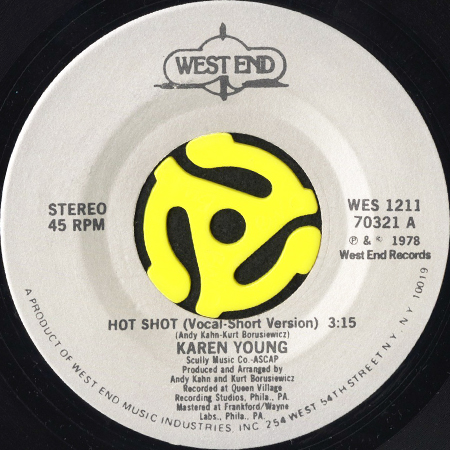 WEST END
STEREO
45 RPM
WES 1211
70321 A
℗ & © 1978
West End Records
HOT SHOT (Vocal-Short Version) 3:15
(Andy Kahn-Kurt Borusiewicz)
KAREN YOUNG
Scully Music Co.-ASCAP
Produced and Arranged by
Andy Kahn and Kurt Borusiewicz
Recorded at Queen Village
Recording Studios, Phila., PA.
Mastered at Frankford/Wayne
Labs., Phila., PA.
A PRODUCT OF WEST END MUSIC INDUSTRIES, INC. 254 WEST 54TH STREET N.Y., N.Y. 10019